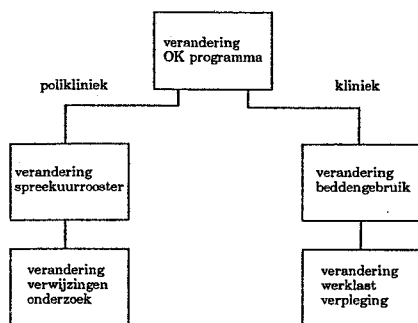 verandering
OK programma
polikliniek
kliniek
verandering
spreekuurrooster
verandering
beddengebruik
verandering
verwijzingen
onderzoek
verandering
werklast
verpleging